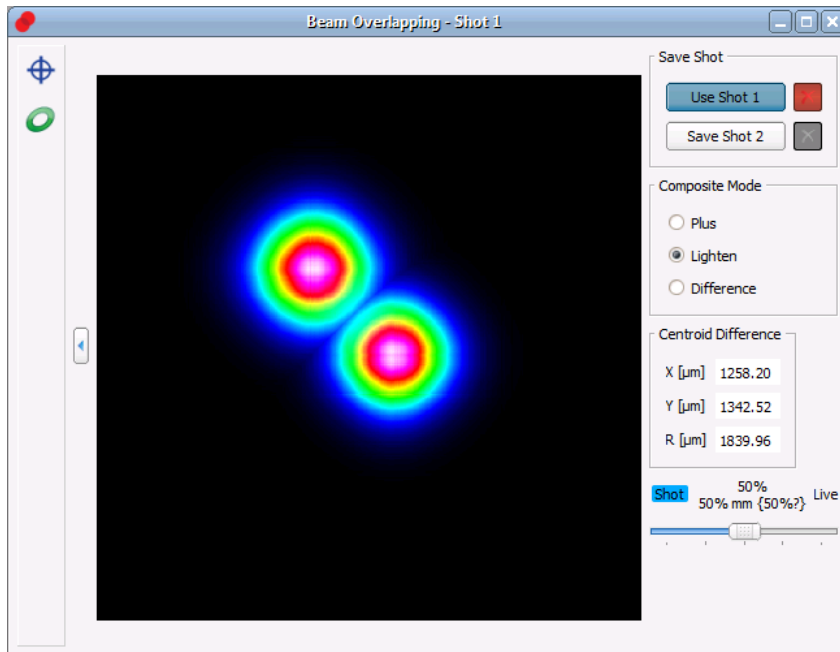 Beam Overlapping - Shot 1
Save Shot
Use Shot 1
Save Shot 2
Composite Mode
Plus
Lighten
Difference
Centroid Difference
X [µm] 1258.20
Y [µm] 1342.52
R [µm] 1839.96
50%
Shot 50% mm {50%?} Live